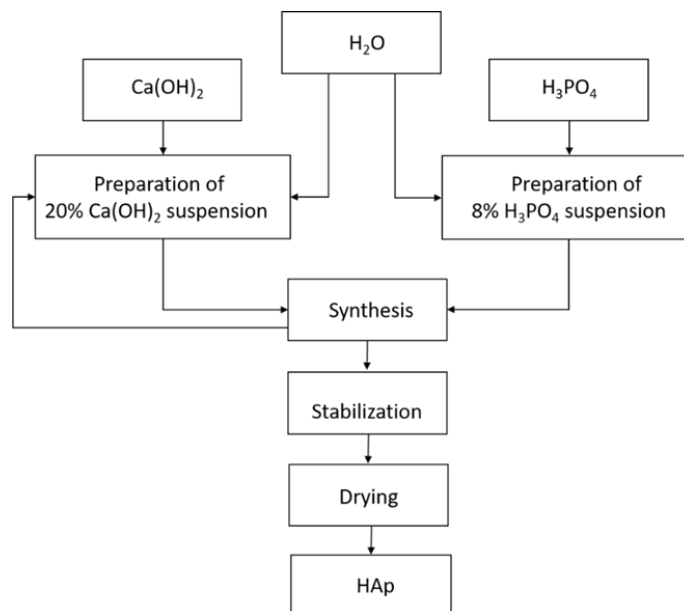 H₂O
Ca(OH)₂
H₃PO₄
Preparation of
20% Ca(OH)₂ suspension
Preparation of
8% H₃PO₄ suspension
Synthesis
Stabilization
Drying
HAp